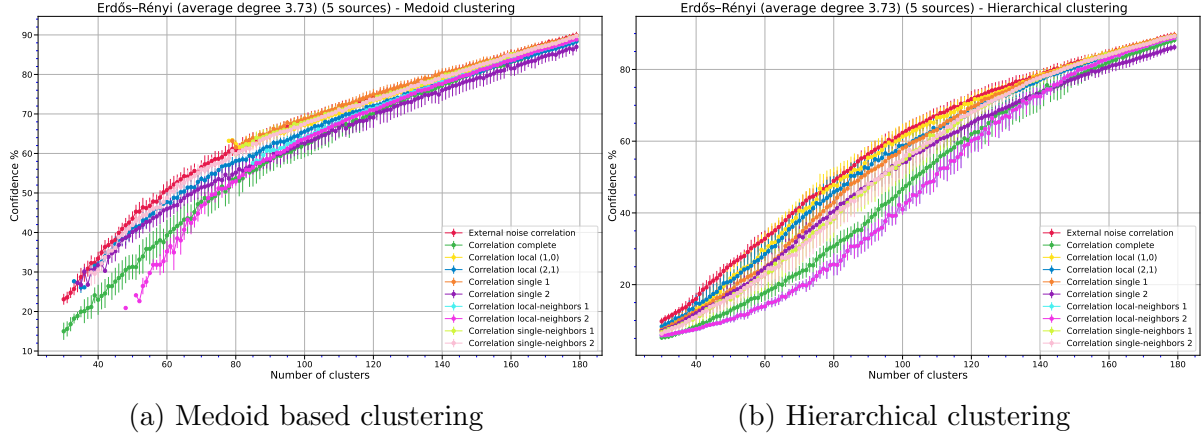 Erdős–Rényi (average degree 3.73) (5 sources) - Medoid clustering
90
80
70
60
50
40
30
20
10
Confidence %
40
60
80
100
120
140
160
180
Number of clusters
External noise correlation
Correlation complete
Correlation local (1,0)
Correlation local (2,1)
Correlation single 1
Correlation single 2
Correlation local-neighbors 1
Correlation local-neighbors 2
Correlation single-neighbors 1
Correlation single-neighbors 2
(a) Medoid based clustering
Erdős–Rényi (average degree 3.73) (5 sources) - Hierarchical clustering
80
60
40
20
Confidence %
40
60
80
100
120
140
160
180
Number of clusters
External noise correlation
Correlation complete
Correlation local (1,0)
Correlation local (2,1)
Correlation single 1
Correlation single 2
Correlation local-neighbors 1
Correlation local-neighbors 2
Correlation single-neighbors 1
Correlation single-neighbors 2
(b) Hierarchical clustering